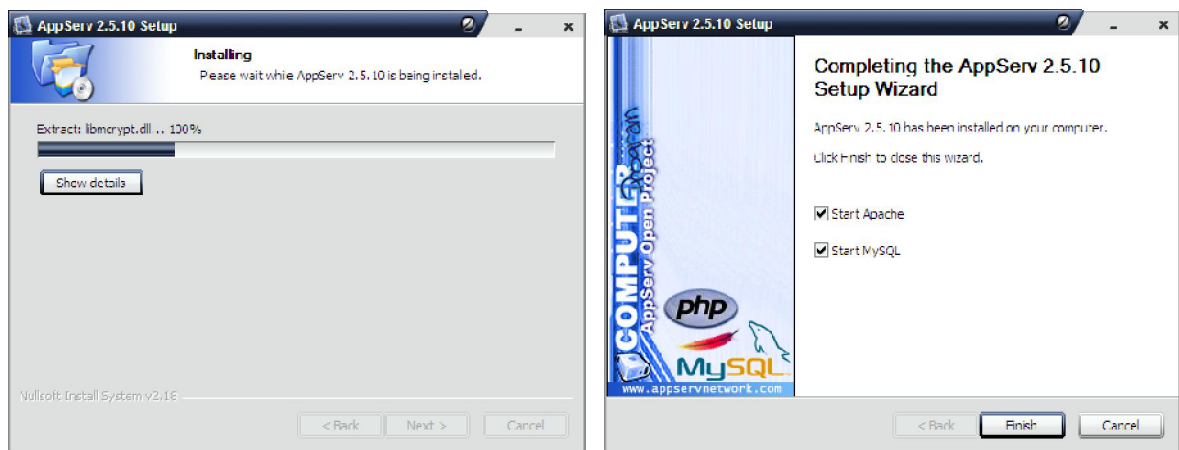 AppServ 2.5.10 Setup
Installing
Please wait while AppServ 2.5.10 is being installed.
Extract: libmcrypt.dll... 100%
Show details
Nullsoft Install System v2.18
< Back Next > Cancel
AppServ 2.5.10 Setup
Completing the AppServ 2.5.10
Setup Wizard
AppServ 2.5.10 has been installed on your computer.
Click Finish to close this wizard.
Start Apache
Start MySQL
COMPUTER
Program
AppServ Open Project
php
MySQL
www.appservnetwork.com
< Back Finish Cancel